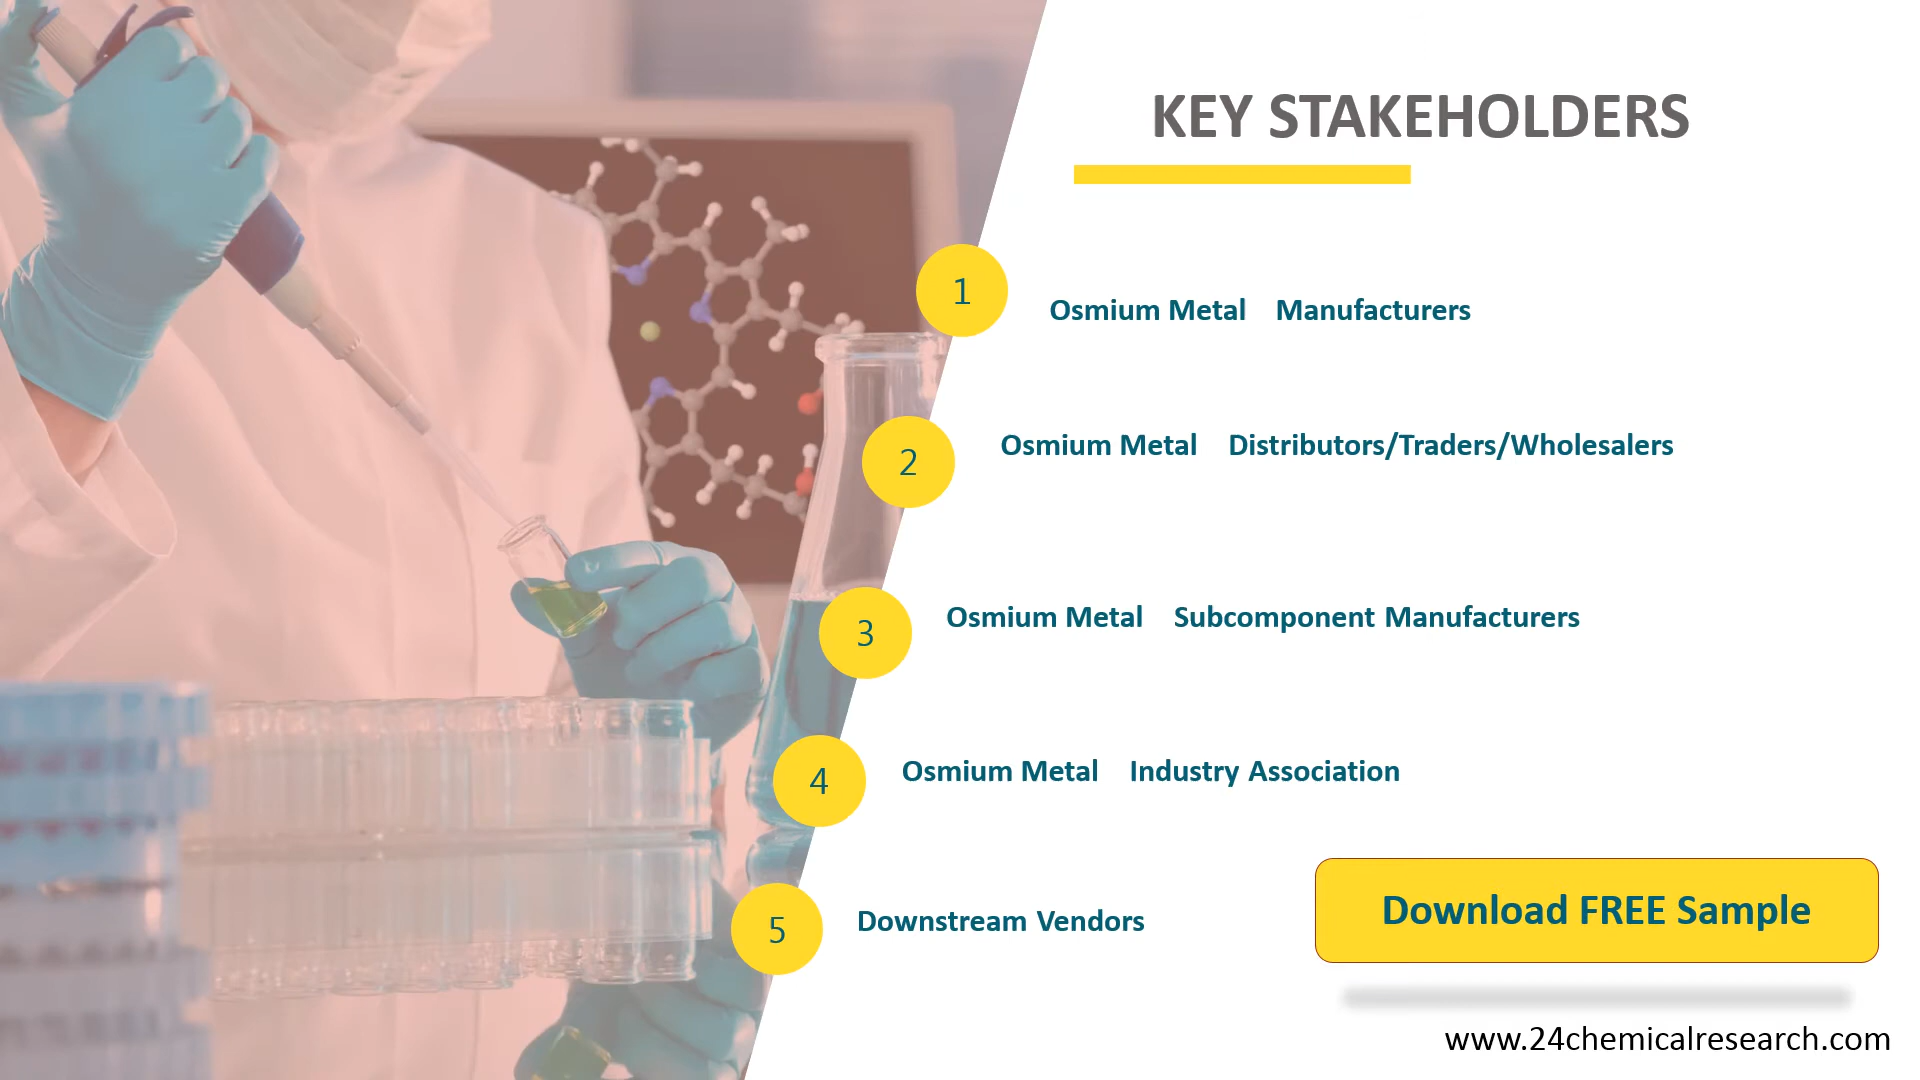 KEY STAKEHOLDERS
1
Osmium Metal Manufacturers
2
Osmium Metal Distributors/Traders/Wholesalers
3
Osmium Metal Subcomponent Manufacturers
4
Osmium Metal Industry Association
5
Downstream Vendors
Download FREE Sample
www.24chemicalresearch.com